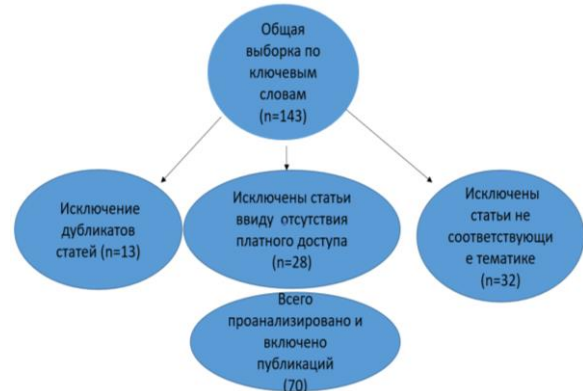 Общая
выборка по
ключевым
словам
(n=143)
Исключение
дубликатов
статей (n=13)
Исключены статьи
ввиду отсутствия
платного доступа
(n=28)
Исключены
статьи не
соответствующи
е тематике
(n=32)
Всего
проанализировано и
включено
публикаций
(70)